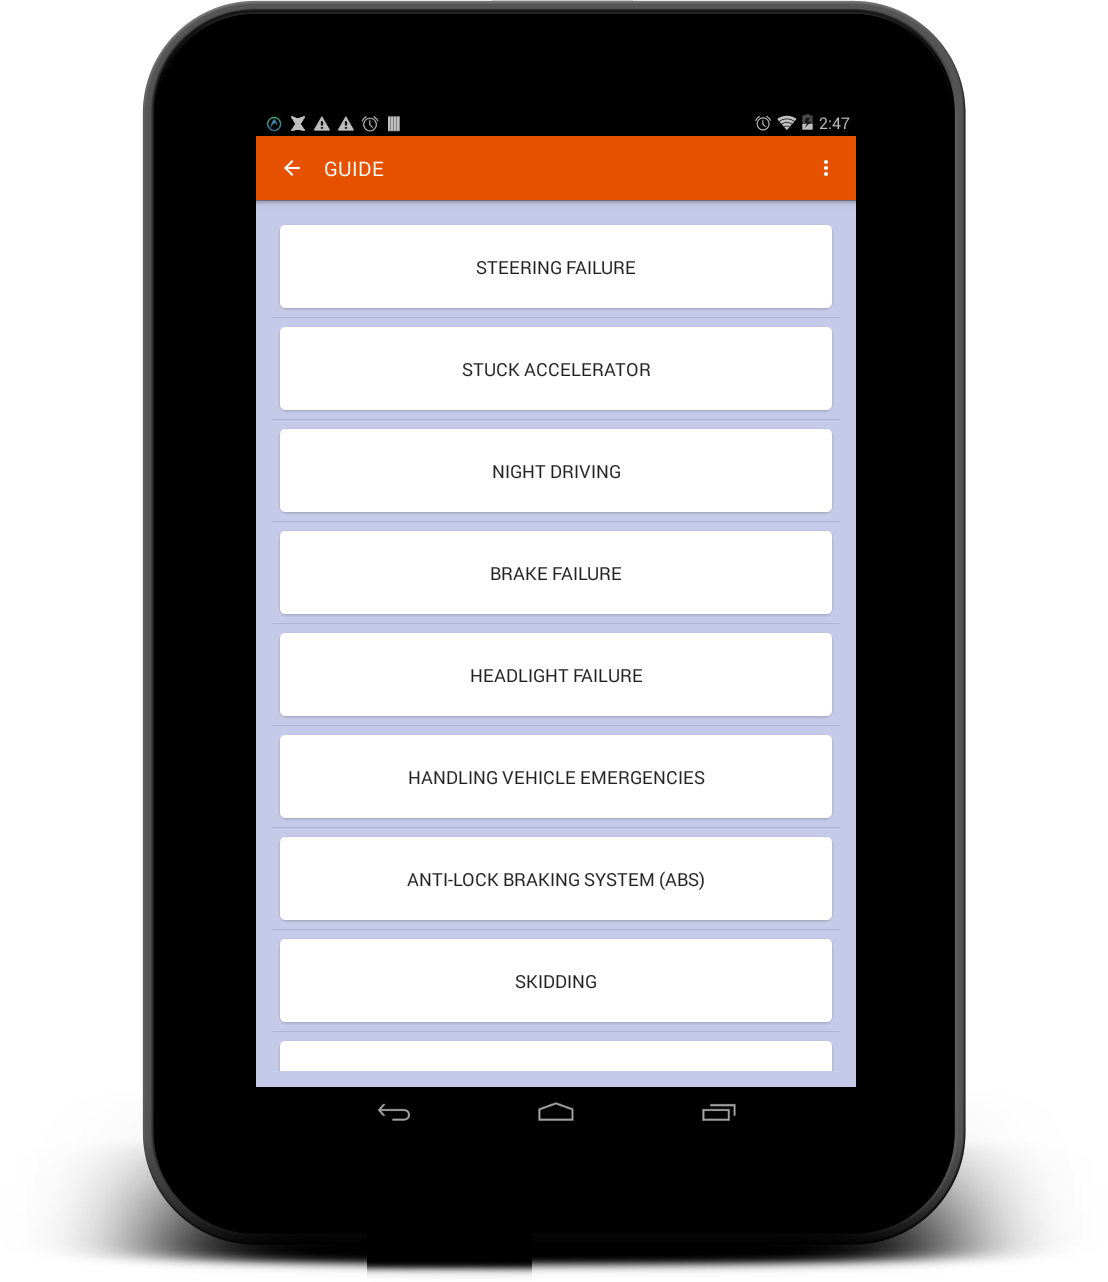 2:47
GUIDE
STEERING FAILURE
STUCK ACCELERATOR
NIGHT DRIVING
BRAKE FAILURE
HEADLIGHT FAILURE
HANDLING VEHICLE EMERGENCIES
ANTI-LOCK BRAKING SYSTEM (ABS)
SKIDDING